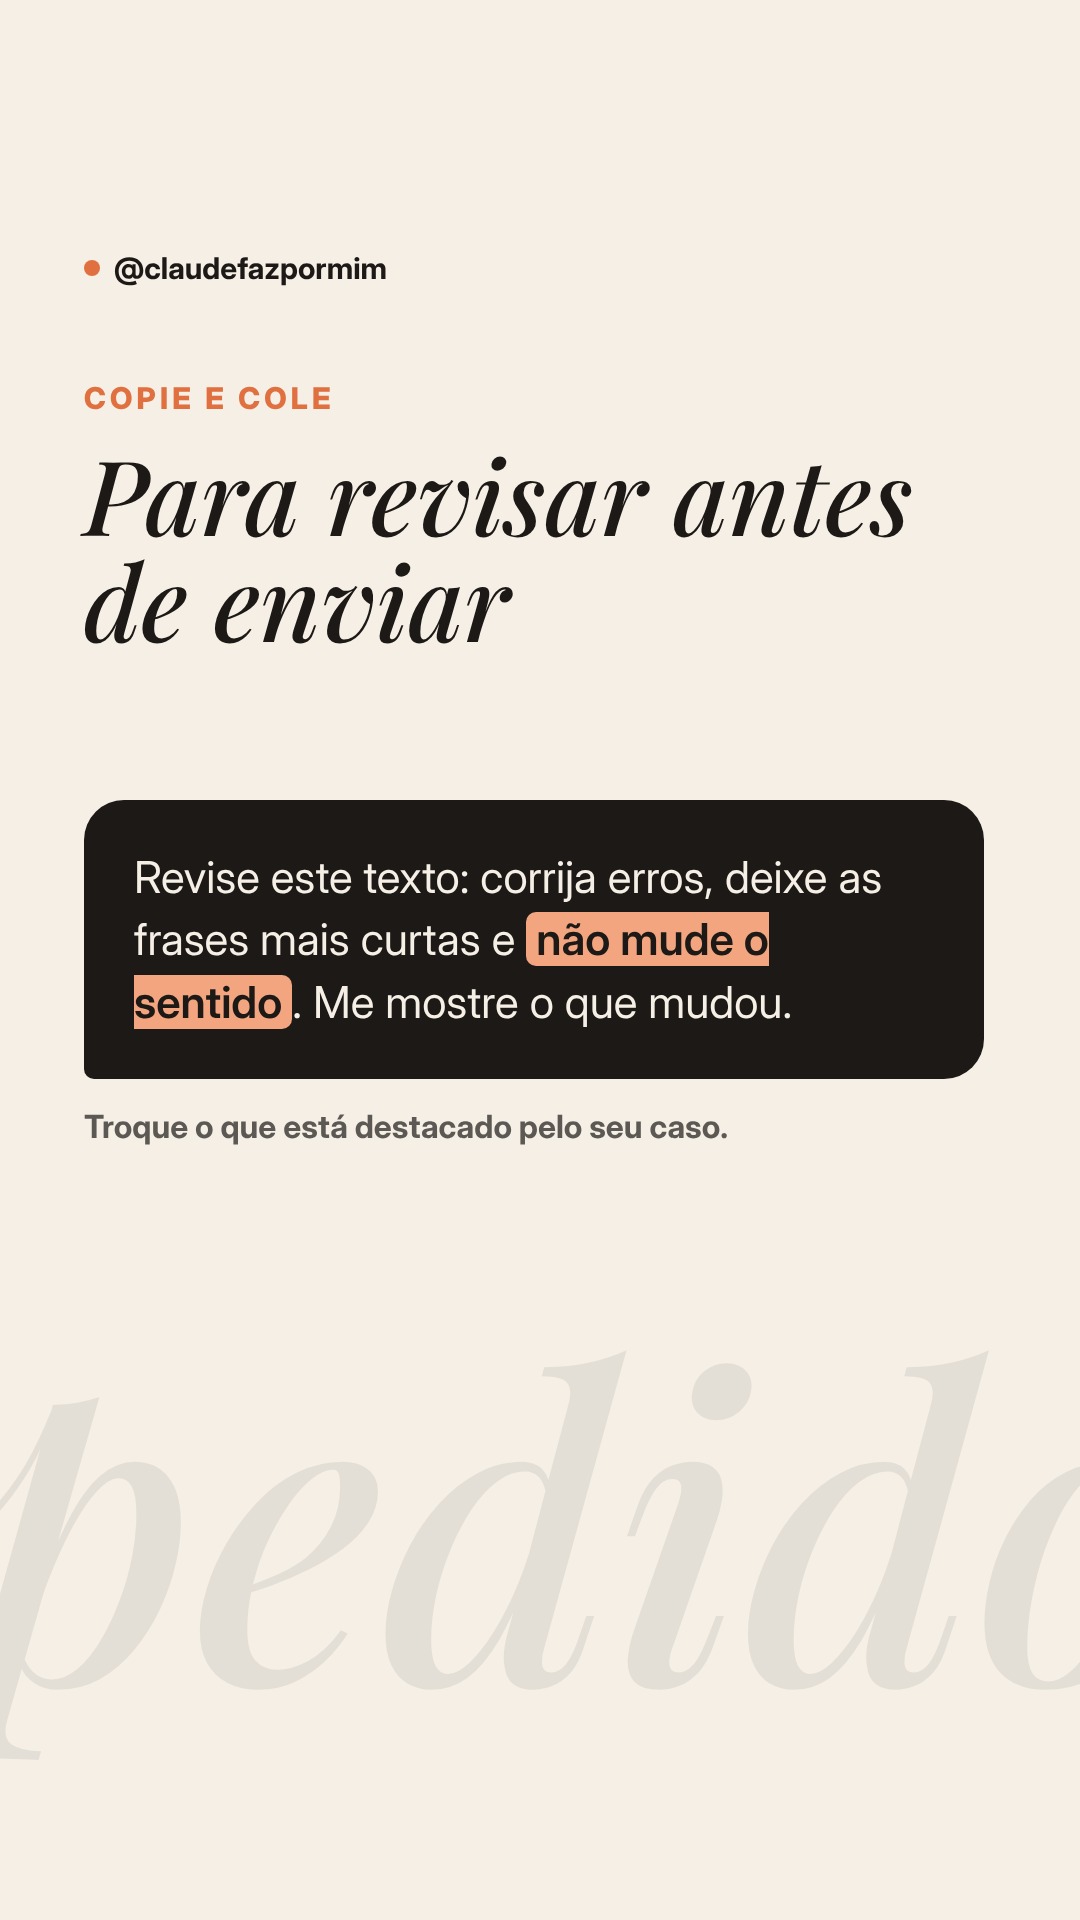 @claudefazpormim
COPIE E COLE
Para revisar antes
de enviar
Revise este texto: corrija erros, deixe as
frases mais curtas e não mude o
sentido. Me mostre o que mudou.
Troque o que está destacado pelo seu caso.
pedido